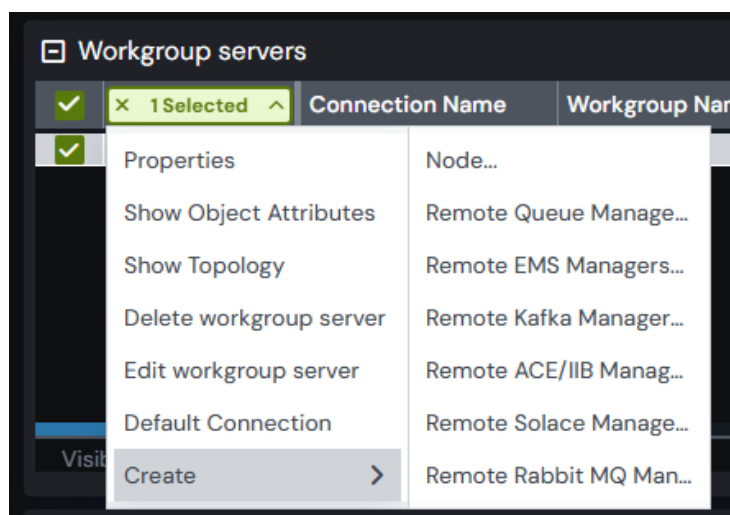 Workgroup servers
1 Selected
Connection Name
Workgroup Nar
Properties
Node...
Show Object Attributes
Remote Queue Manage...
Show Topology
Remote EMS Managers...
Delete workgroup server
Remote Kafka Manager...
Edit workgroup server
Remote ACE/IIB Manag...
Default Connection
Remote Solace Manage...
Visib
Create
Remote Rabbit MQ Man...